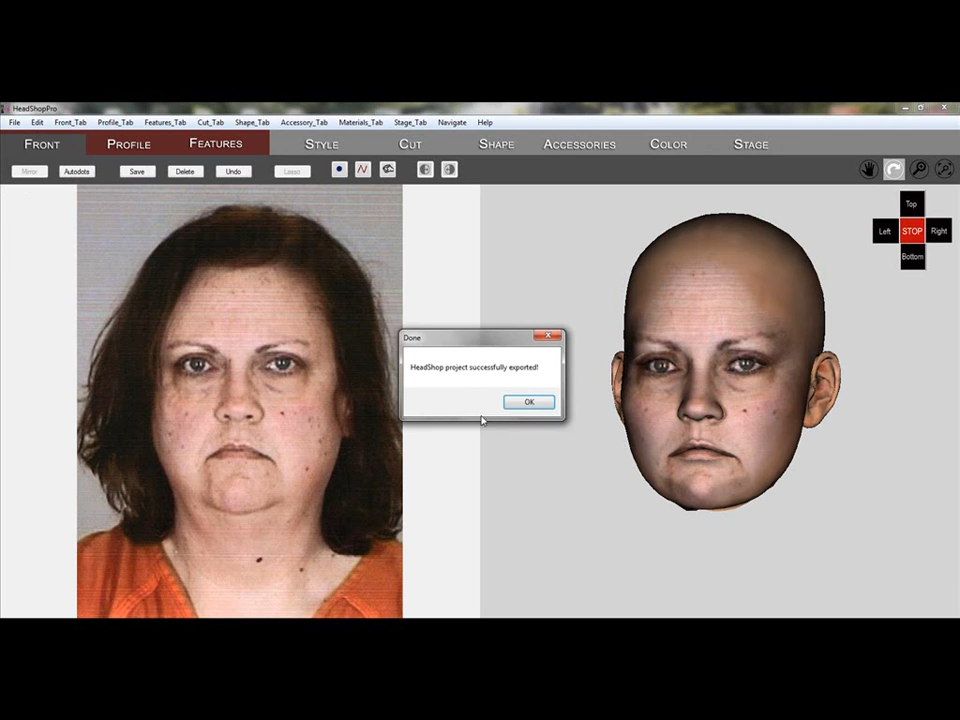 HeadShopPro
File Edit Front_Tab Profile_Tab Features_Tab Cut_Tab Shape_Tab Accessory_Tab Materials_Tab Stage_Tab Navigate Help
FRONT PROFILE FEATURES STYLE CUT SHAPE ACCESSORIES COLOR STAGE
Mirror Autodots Save Delete Undo Lasso
Top
Left STOP Right
Bottom
Done
HeadShop project successfully exported!
OK